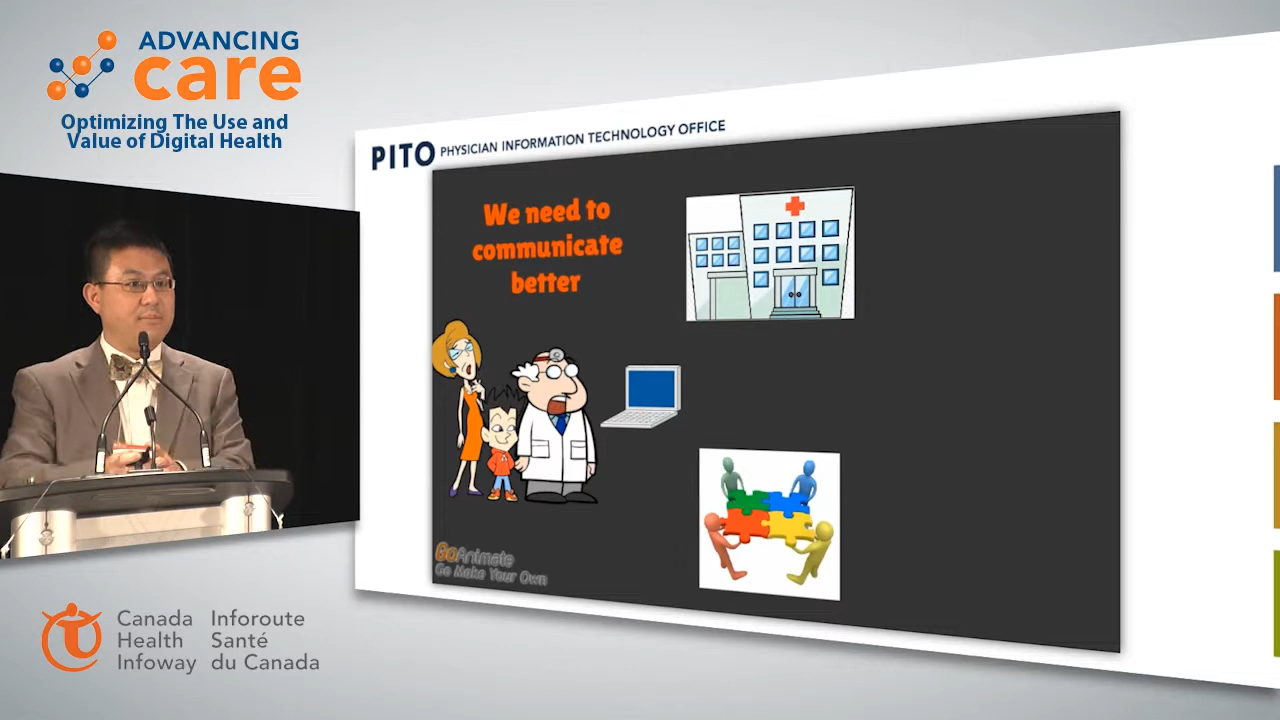 ADVANCING
care
Optimizing The Use and
Value of Digital Health
PITO PHYSICIAN INFORMATION TECHNOLOGY OFFICE
We need to
communicate
better
GoAnimate
Go Make Your Own
Canada Inforoute
Health Santé
Infoway du Canada